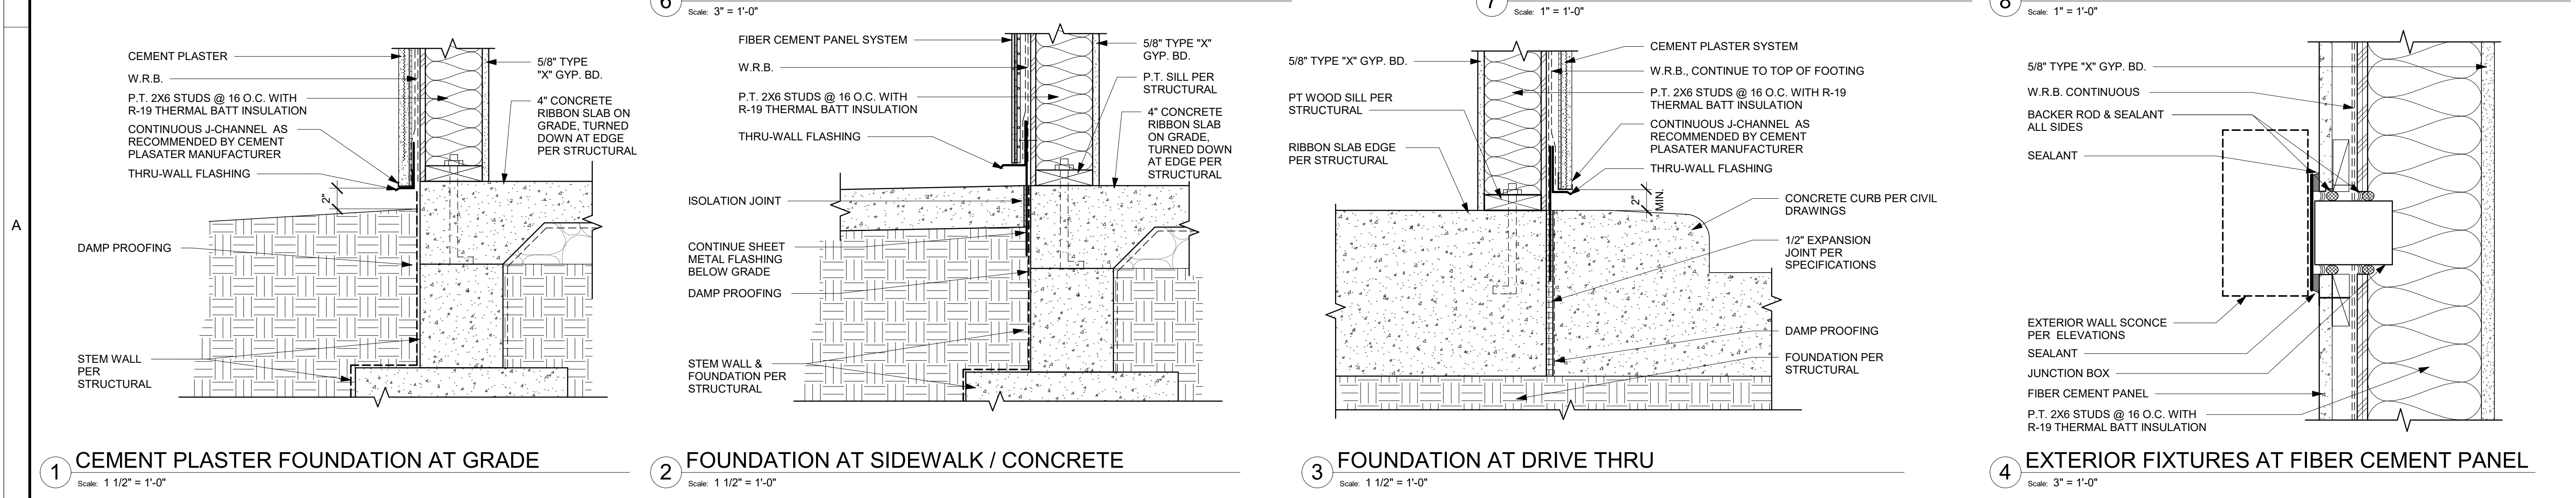 A
6
Scale: 3" = 1'-0"
7
Scale: 1" = 1'-0"
8
Scale: 1" = 1'-0"
CEMENT PLASTER
W.R.B.
P.T. 2X6 STUDS @ 16 O.C. WITH
R-19 THERMAL BATT INSULATION
CONTINUOUS J-CHANNEL AS
RECOMMENDED BY CEMENT
PLASATER MANUFACTURER
THRU-WALL FLASHING
2"
DAMP PROOFING
STEM WALL
PER
STRUCTURAL
5/8" TYPE
"X" GYP. BD.
4" CONCRETE
RIBBON SLAB ON
GRADE, TURNED
DOWN AT EDGE
PER STRUCTURAL
1
CEMENT PLASTER FOUNDATION AT GRADE
Scale: 1 1/2" = 1'-0"
FIBER CEMENT PANEL SYSTEM
W.R.B.
P.T. 2X6 STUDS @ 16 O.C. WITH
R-19 THERMAL BATT INSULATION
THRU-WALL FLASHING
ISOLATION JOINT
CONTINUE SHEET
METAL FLASHING
BELOW GRADE
DAMP PROOFING
STEM WALL &
FOUNDATION PER
STRUCTURAL
5/8" TYPE "X"
GYP. BD.
P.T. SILL PER
STRUCTURAL
4" CONCRETE
RIBBON SLAB
ON GRADE,
TURNED DOWN
AT EDGE PER
STRUCTURAL
2
FOUNDATION AT SIDEWALK / CONCRETE
Scale: 1 1/2" = 1'-0"
5/8" TYPE "X" GYP. BD.
PT WOOD SILL PER
STRUCTURAL
RIBBON SLAB EDGE
PER STRUCTURAL
CEMENT PLASTER SYSTEM
W.R.B., CONTINUE TO TOP OF FOOTING
P.T. 2X6 STUDS @ 16 O.C. WITH R-19
THERMAL BATT INSULATION
CONTINUOUS J-CHANNEL AS
RECOMMENDED BY CEMENT
PLASATER MANUFACTURER
THRU-WALL FLASHING
2"
MIN.
CONCRETE CURB PER CIVIL
DRAWINGS
1/2" EXPANSION
JOINT PER
SPECIFICATIONS
DAMP PROOFING
FOUNDATION PER
STRUCTURAL
3
FOUNDATION AT DRIVE THRU
Scale: 1 1/2" = 1'-0"
5/8" TYPE "X" GYP. BD.
W.R.B. CONTINUOUS
BACKER ROD & SEALANT
ALL SIDES
SEALANT
EXTERIOR WALL SCONCE
PER ELEVATIONS
SEALANT
JUNCTION BOX
FIBER CEMENT PANEL
P.T. 2X6 STUDS @ 16 O.C. WITH
R-19 THERMAL BATT INSULATION
4
EXTERIOR FIXTURES AT FIBER CEMENT PANEL
Scale: 3" = 1'-0"